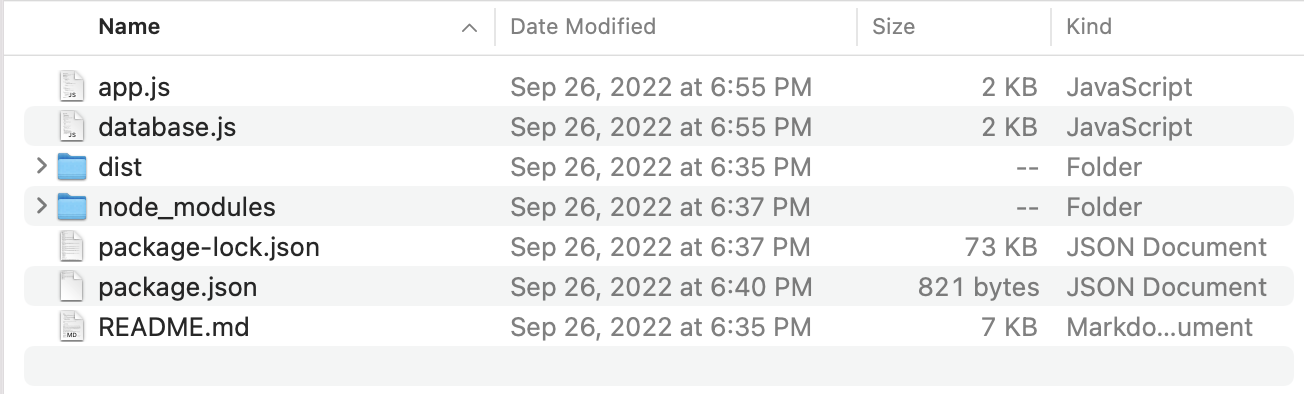 Name Date Modified Size Kind
app.js Sep 26, 2022 at 6:55 PM 2 KB JavaScript
database.js Sep 26, 2022 at 6:55 PM 2 KB JavaScript
dist Sep 26, 2022 at 6:35 PM -- Folder
node_modules Sep 26, 2022 at 6:37 PM -- Folder
package-lock.json Sep 26, 2022 at 6:37 PM 73 KB JSON Document
package.json Sep 26, 2022 at 6:40 PM 821 bytes JSON Document
README.md Sep 26, 2022 at 6:35 PM 7 KB Markdo...ument